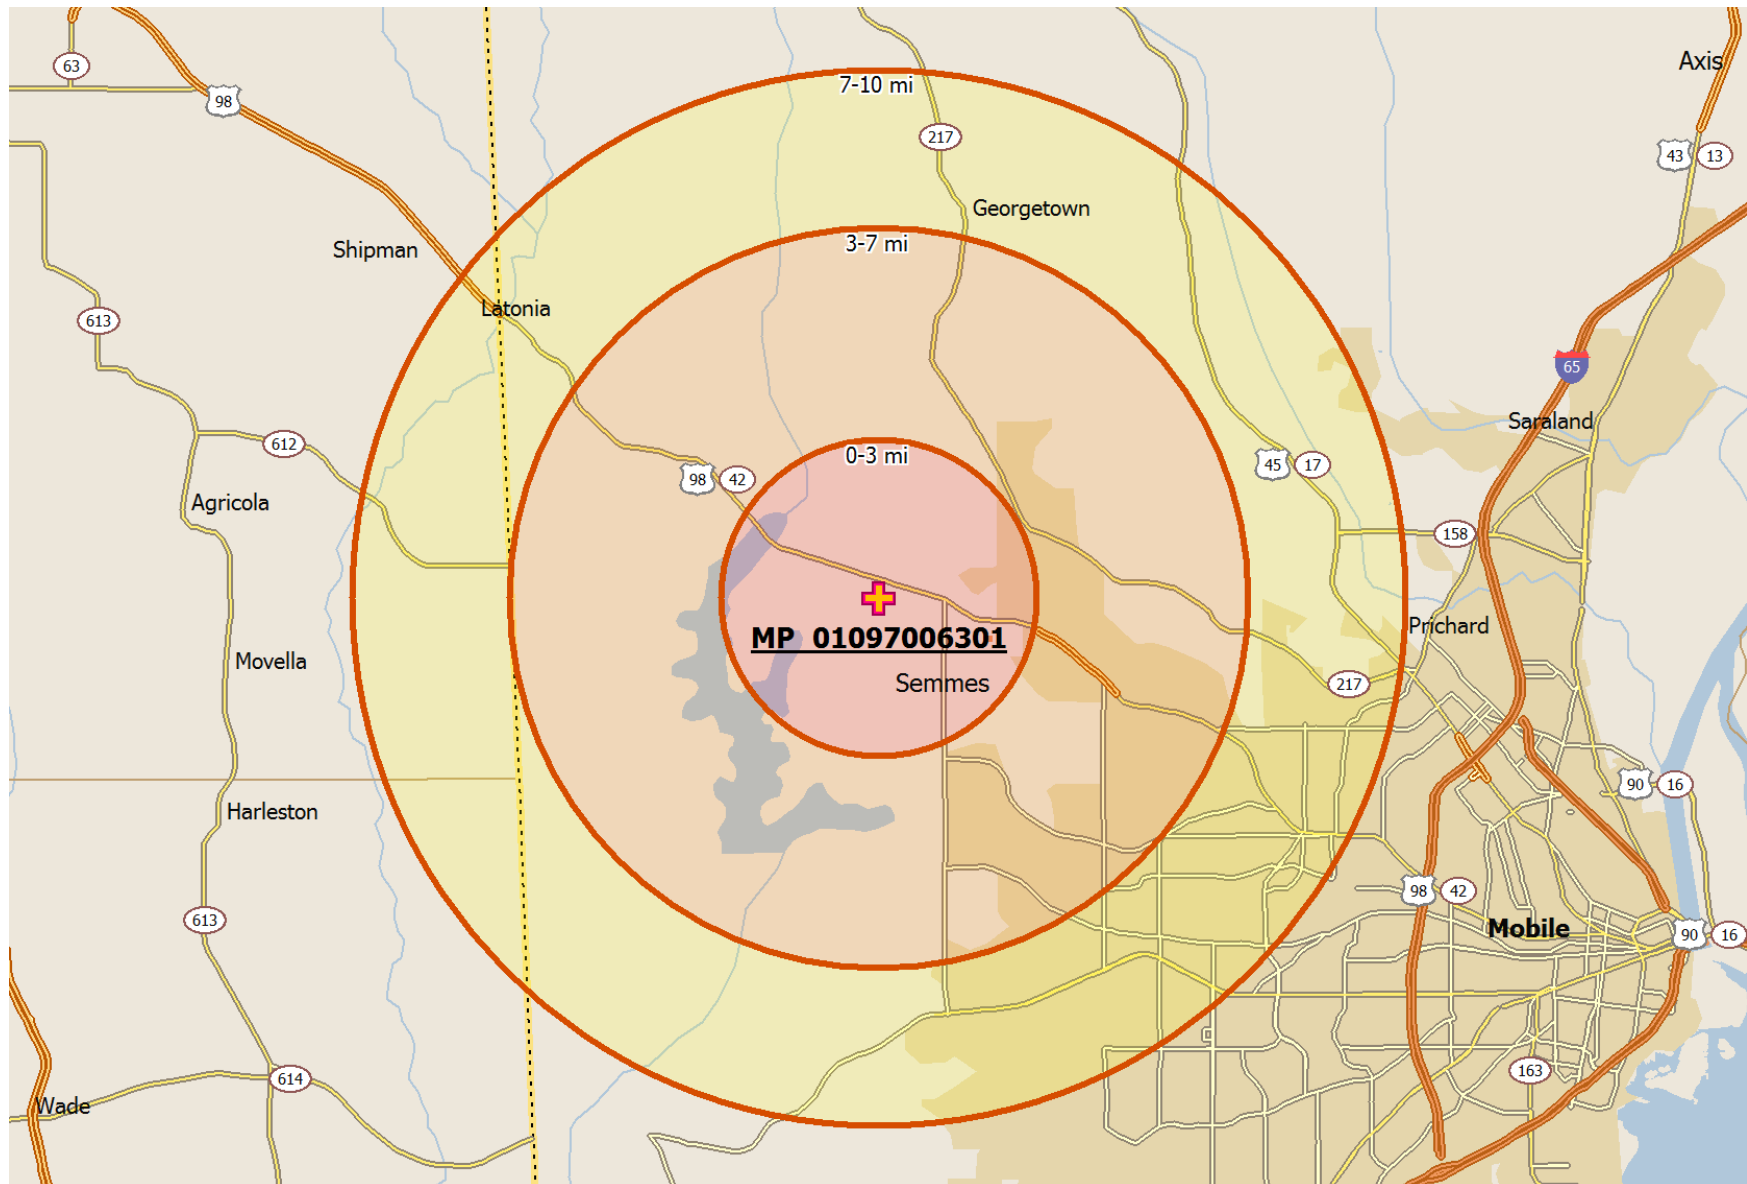 7-10 mi
Axis
63
98
217
43
13
Georgetown
3-7 mi
Shipman
Latonia
613
65
Saraland
612
0-3 mi
45
17
98
42
Agricola
158
MP 01097006301
Prichard
Movella
Semmes
217
90
16
Harleston
98
42
613
Mobile
90
16
614
163
Wade